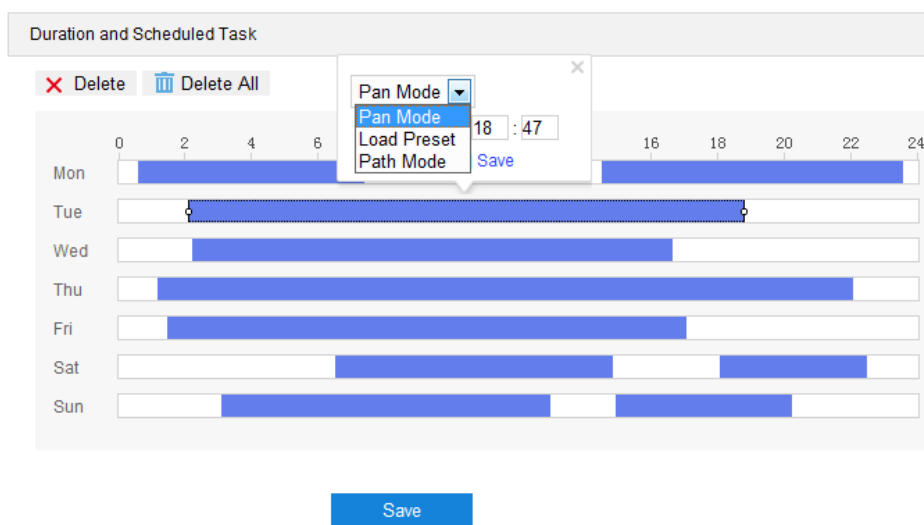 Duration and Scheduled Task
Delete Delete All
Pan Mode
Pan Mode
Load Preset
Path Mode
18 : 47
Save
0 2 4 6 16 18 20 22 24
Mon
Tue
Wed
Thu
Fri
Sat
Sun
Save